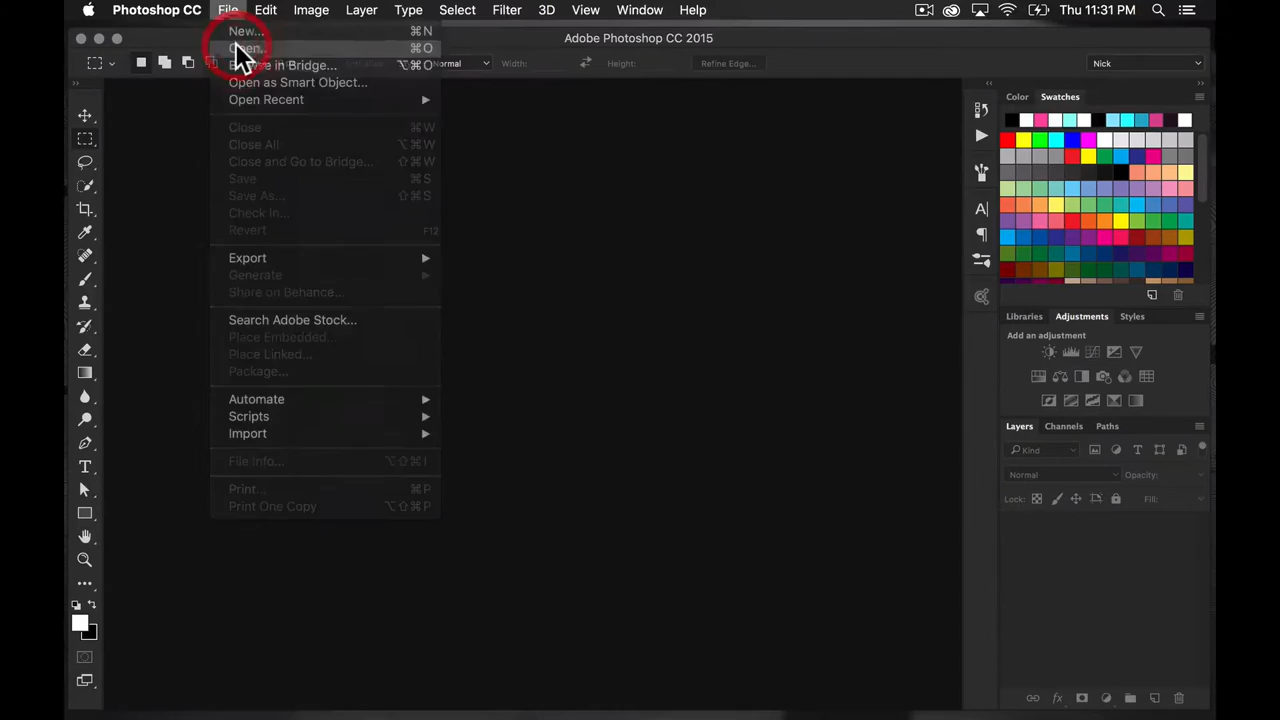 Photoshop CC File Edit Image Layer Type Select Filter 3D View Window Help Tue 11:31 PM
Adobe Photoshop CC 2015
New... ⌘N
Open... ⌘O
in Bridge... ⌥⌘O
Open as Smart Object...
Open Recent
Close ⌘W
Close All ⌥⌘W
Close and Go to Bridge... ⇧⌘W
Save ⌘S
Save As... ⇧⌘S
Check In...
Revert F12
Export
Generate
Share on Behance...
Search Adobe Stock...
Place Embedded...
Place Linked...
Package...
Automate
Scripts
Import
File Info... ⌥⇧⌘I
Print... ⌘P
Print One Copy ⌥⇧⌘P
Width: Height: Refine Edge... Nick
Color Swatches
Libraries Adjustments Styles
Add an adjustment
Layers Channels Paths
Kind
Normal Opacity:
Lock: Fill: